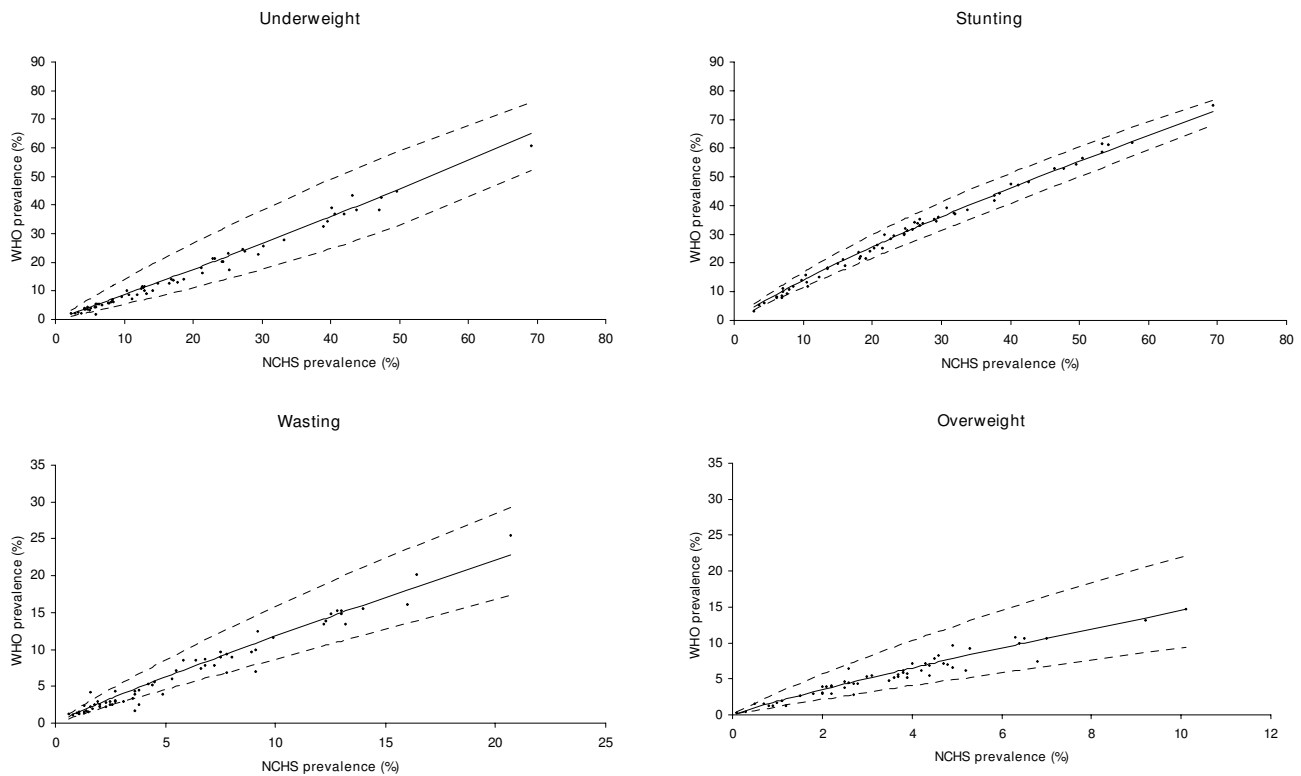 Underweight
90
80
70
60
50
40
30
20
10
0
WHO prevalence (%)
0 10 20 30 40 50 60 70 80
NCHS prevalence (%)
Stunting
90
80
70
60
50
40
30
20
10
0
WHO prevalence (%)
0 10 20 30 40 50 60 70 80
NCHS prevalence (%)
Wasting
35
30
25
20
15
10
5
0
WHO prevalence (%)
0 5 10 15 20 25
NCHS prevalence (%)
Overweight
35
30
25
20
15
10
5
0
WHO prevalence (%)
0 2 4 6 8 10 12
NCHS prevalence (%)